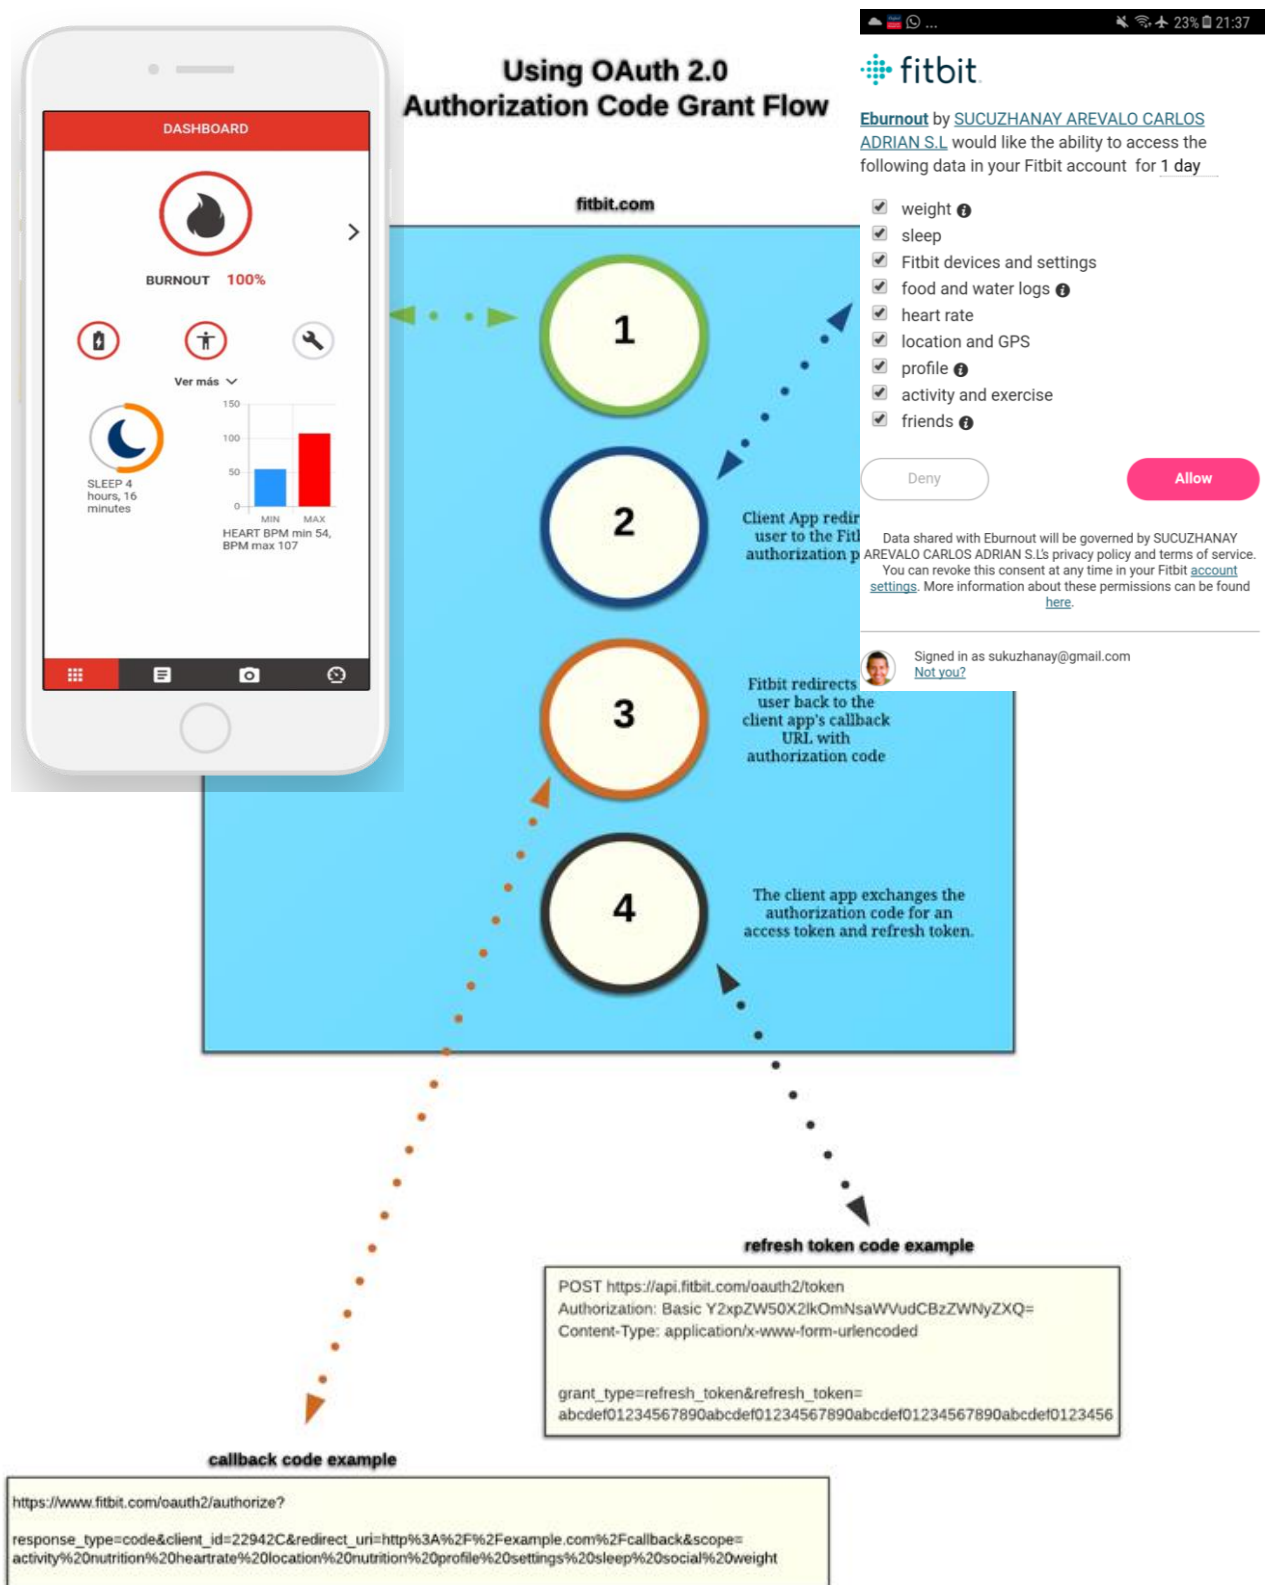 Using OAuth 2.0
Authorization Code Grant Flow
fitbit.com
DASHBOARD
BURNOUT 100%
Ver más
SLEEP 4
hours, 16
minutes
150
100
50
0
MIN MAX
HEART BPM min 54,
BPM max 107
1
2
Client App redir
user to the Fit
authorization p
3
Fitbit redirects
user back to the
client app's callback
URL with
authorization code
4
The client app exchanges the
authorization code for an
access token and refresh token.
... 23% 21:37
fitbit
Eburnout by SUCUZHANAY AREVALO CARLOS
ADRIAN S.L would like the ability to access the
following data in your Fitbit account for 1 day
weight
sleep
Fitbit devices and settings
food and water logs
heart rate
location and GPS
profile
activity and exercise
friends
Deny Allow
Data shared with Eburnout will be governed by SUCUZHANAY
AREVALO CARLOS ADRIAN S.L's privacy policy and terms of service.
You can revoke this consent at any time in your Fitbit account
settings. More information about these permissions can be found
here.
Signed in as sukuzhanay@gmail.com
Not you?
refresh token code example
POST https://api.fitbit.com/oauth2/token
Authorization: Basic Y2xpZW50X2lkOmNsaWVudCBzZWNyZXQ=
Content-Type: application/x-www-form-urlencoded
grant_type=refresh_token&refresh_token=
abcdef01234567890abcdef01234567890abcdef01234567890abcdef0123456
callback code example
https://www.fitbit.com/oauth2/authorize?
response_type=code&client_id=22942C&redirect_uri=http%3A%2F%2Fexample.com%2Fcallback&scope=
activity%20nutrition%20heartrate%20location%20nutrition%20profile%20settings%20sleep%20social%20weight